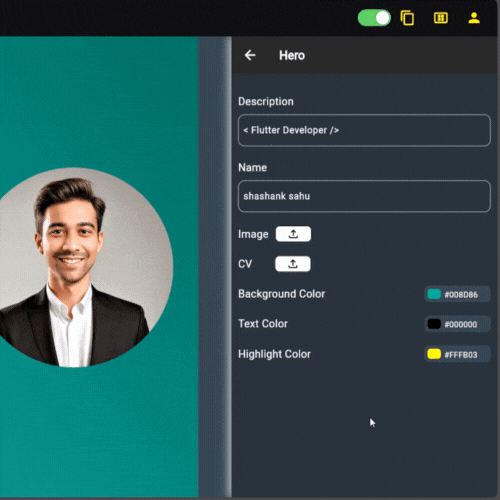 Hero
Description
< Flutter Developer />
Name
shashank sahu
Image
CV
Background Color
#008D86
Text Color
#000000
Highlight Color
#FFFB03